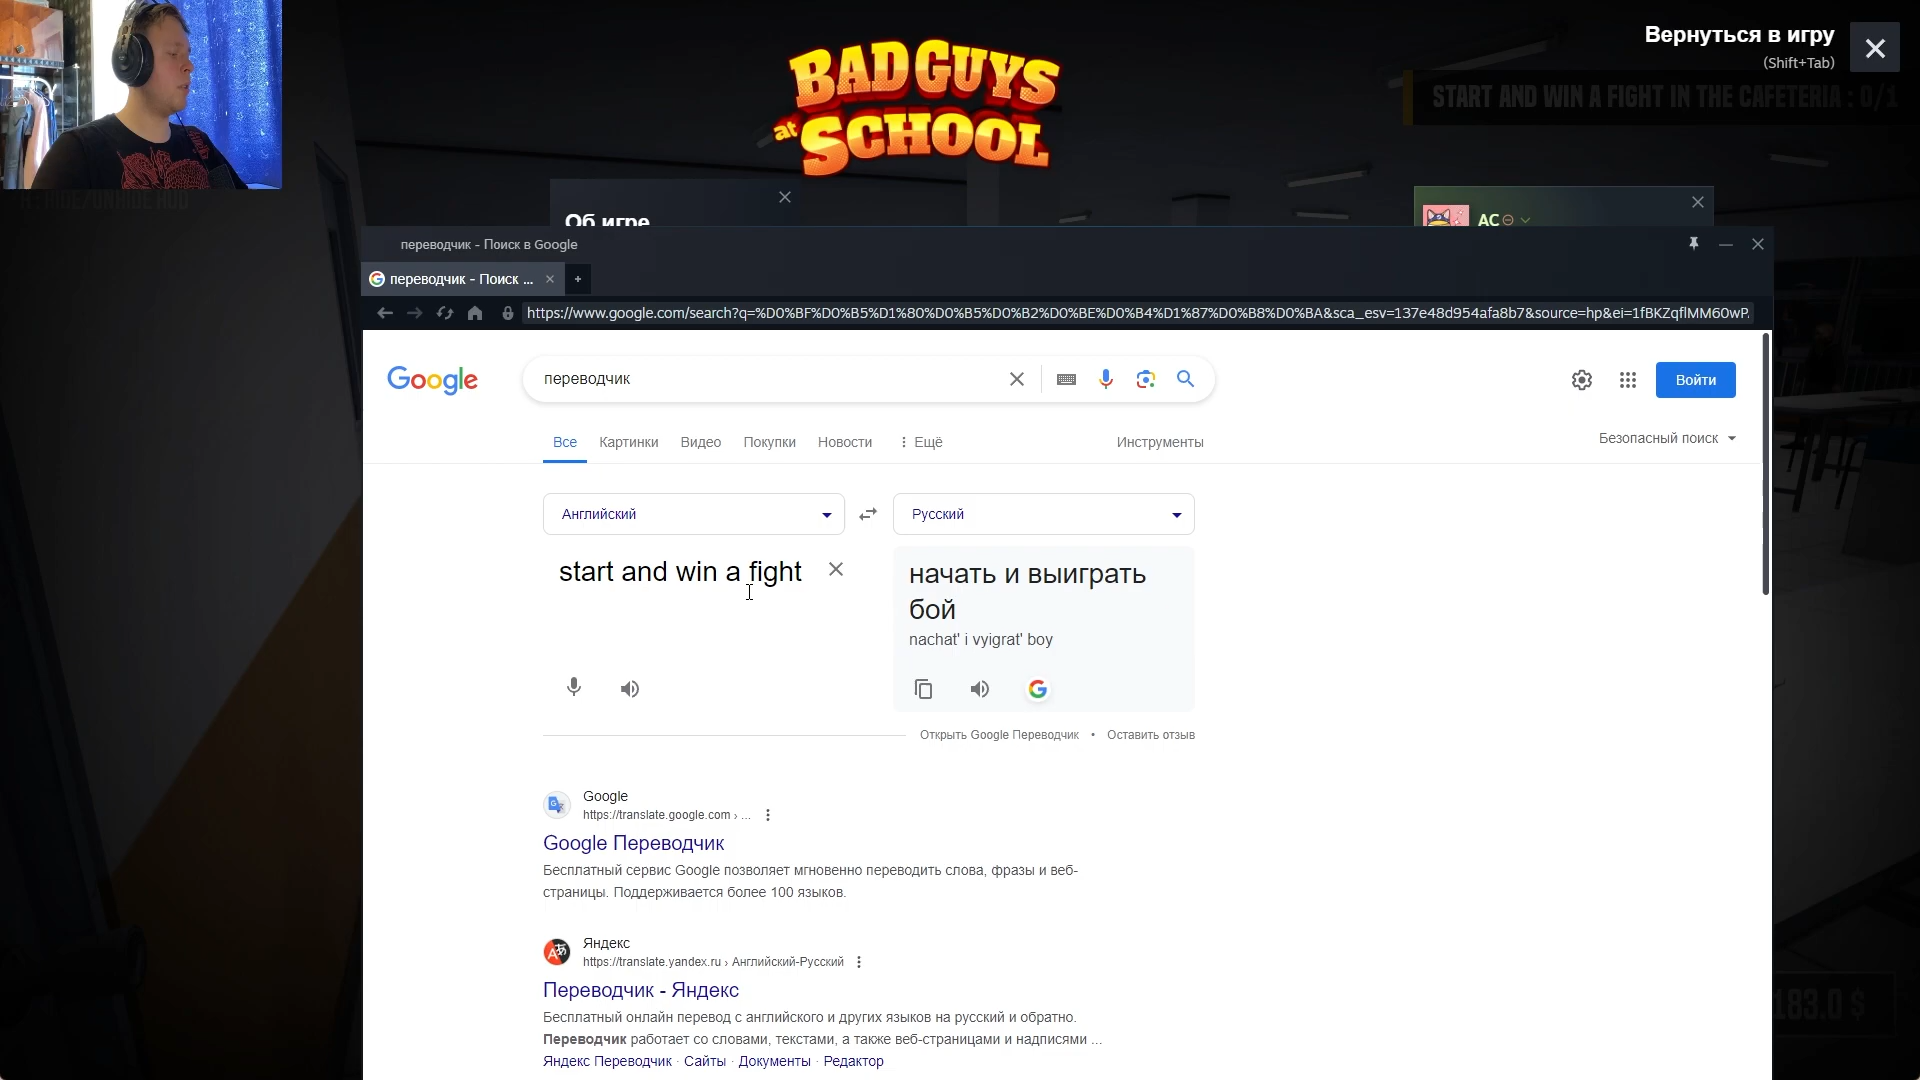 BAD GUYS
at SCHOOL
Вернуться в игру
(Shift+Tab)
START AND WIN A FIGHT IN THE CAFETERIA : 0/1
Об игре
AC
переводчик - Поиск в Google
переводчик - Поиск ...
https://www.google.com/search?q=%D0%BF%D0%B5%D1%80%D0%B5%D0%B2%D0%BE%D0%B4%D1%87%D0%B8%D0%BA&sca_esv=137e48d954afa8b7&source=hp&ei=1fBKZqflMM60wP.
Google
переводчик
Войти
Все Картинки Видео Покупки Новости Ещё Инструменты
Безопасный поиск
Английский
Русский
start and win a fight
начать и выиграть
бой
nachat' i vyigrat' boy
Открыть Google Переводчик • Оставить отзыв
Google
https://translate.google.com › ...
Google Переводчик
Бесплатный сервис Google позволяет мгновенно переводить слова, фразы и веб-
страницы. Поддерживается более 100 языков.
Яндекс
https://translate.yandex.ru › Английский-Русский
Переводчик - Яндекс
Бесплатный онлайн перевод с английского и других языков на русский и обратно.
Переводчик работает со словами, текстами, а также веб-страницами и надписями ...
Яндекс Переводчик · Сайты · Документы · Редактор
183.0 $